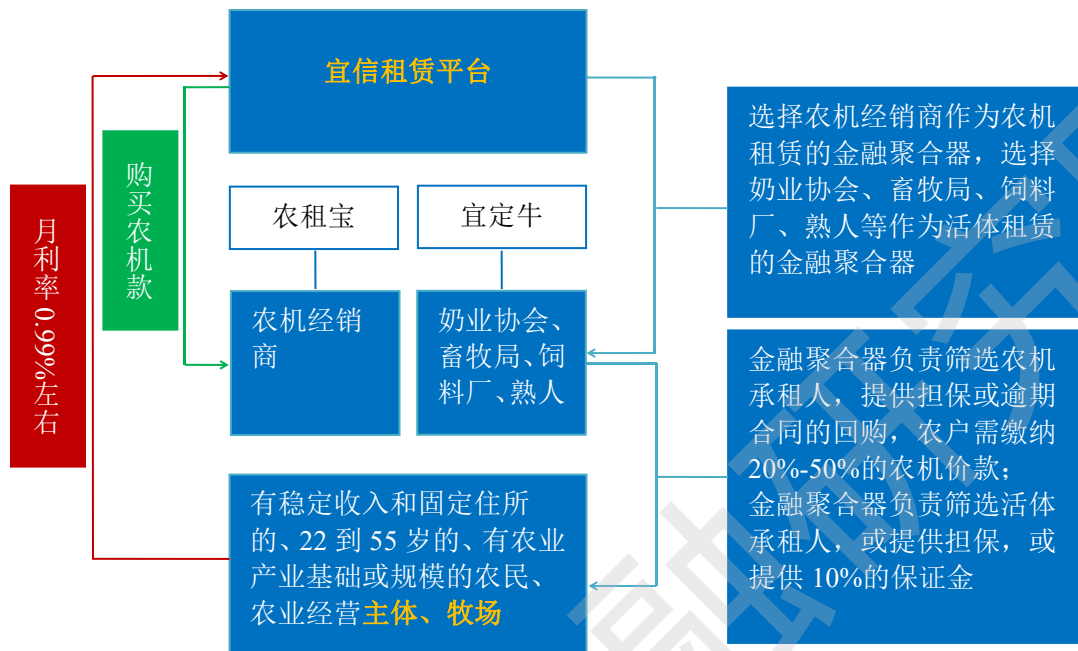 宜信租赁平台
购买农机款
月利率 0.99%左右
农租宝
宜定牛
农机经销
商
奶业协会、
畜牧局、饲
料厂、熟人
有稳定收入和固定住所
的、22 到 55 岁的、有农业
产业基础或规模的农民、
农业经营主体、牧场
选择农机经销商作为农机
租赁的金融聚合器，选择
奶业协会、畜牧局、饲料
厂、熟人等作为活体租赁
的金融聚合器
金融聚合器负责筛选农机
承租人，提供担保或逾期
合同的回购，农户需缴纳
20%-50%的农机价款；
金融聚合器负责筛选活体
承租人，或提供担保，或
提供 10%的保证金
融研究